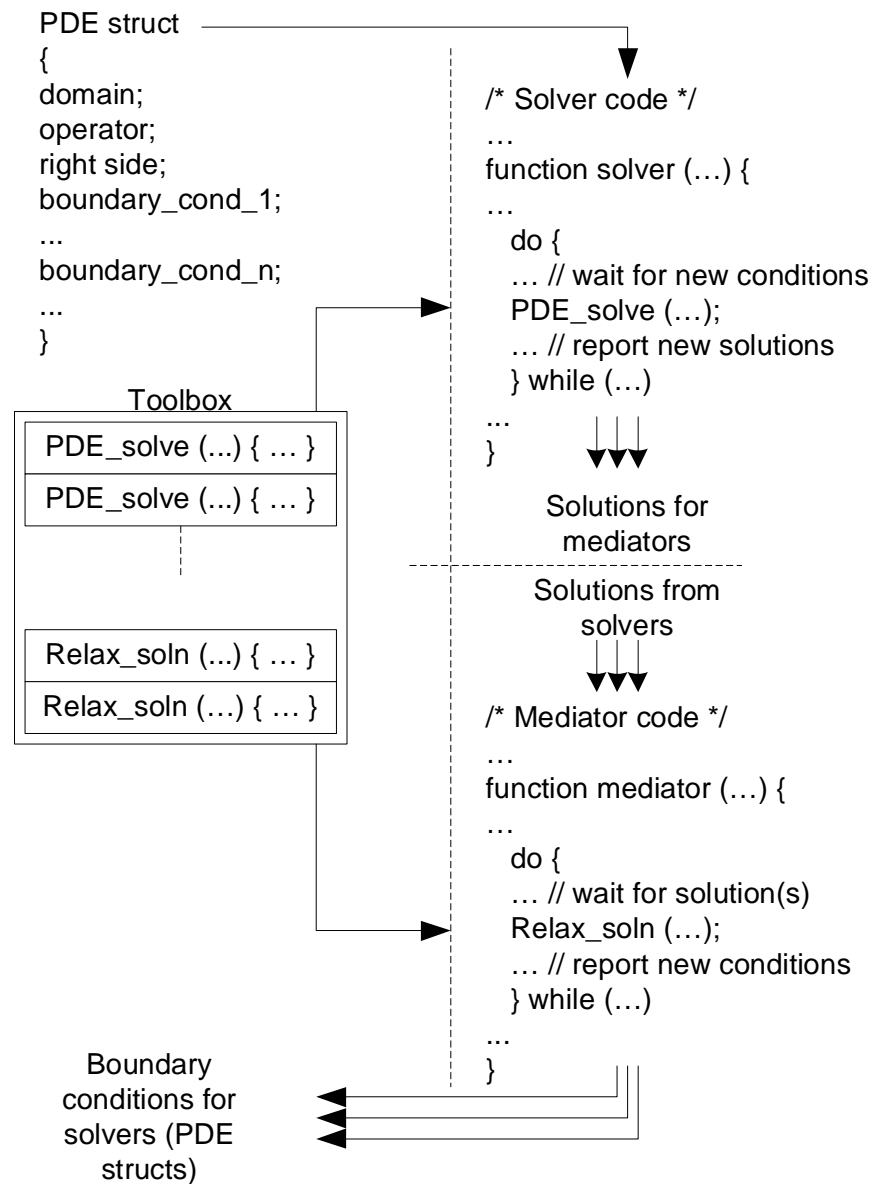 PDE struct
{
domain;
operator;
right side;
boundary_cond_1;
...
boundary_cond_n;
...
}
Toolbox
PDE_solve (...) { … }
PDE_solve (...) { … }
Relax_soln (...) { … }
Relax_soln (…) { … }
/* Solver code */
…
function solver (…) {
…
do {
… // wait for new conditions
PDE_solve (…);
… // report new solutions
} while (…)
...
}
Solutions for
mediators
Solutions from
solvers
/* Mediator code */
…
function mediator (…) {
…
do {
… // wait for solution(s)
Relax_soln (…);
… // report new conditions
} while (…)
...
}
Boundary
conditions for
solvers (PDE
structs)